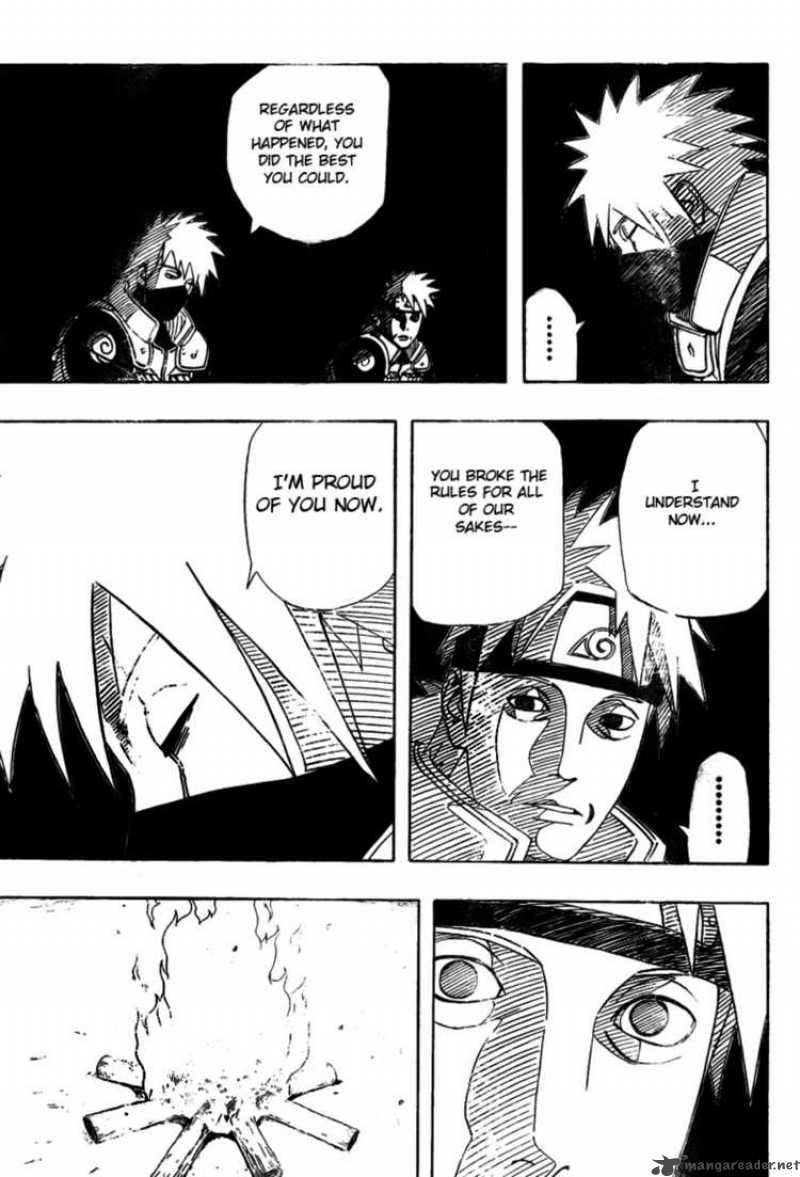 ......
REGARDLESS
OF WHAT
HAPPENED, YOU
DID THE BEST
YOU COULD.
I
UNDERSTAND
NOW...
YOU BROKE THE
RULES FOR ALL
OF OUR
SAKES--
........
I'M PROUD
OF YOU NOW.
mangareader.net